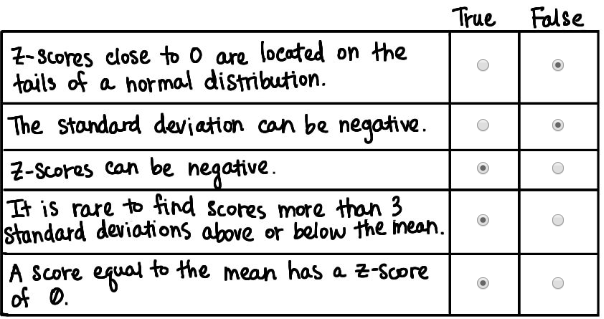 True False
Z-scores close to 0 are located on the
tails of a normal distribution.
The standard deviation can be negative.
Z-scores can be negative.
It is rare to find scores more than 3
standard deviations above or below the mean.
A score equal to the mean has a z-score
of 0.